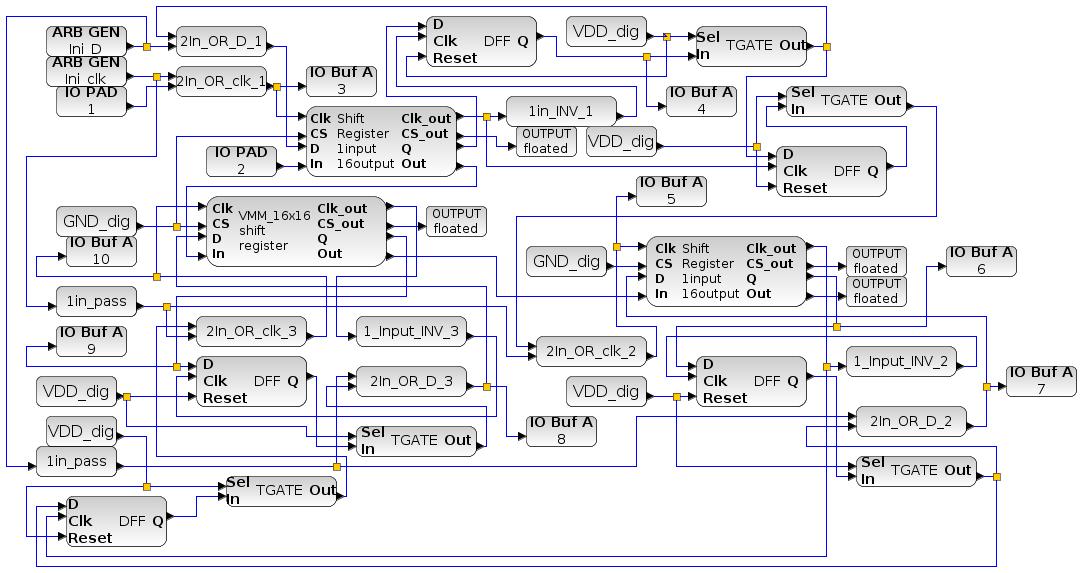 ARB GEN
Ini_D
ARB GEN
Ini_clk
IO PAD
1
2In_OR_D_1
2In_OR_clk_1
IO Buf A
3
D
Clk DFF Q
Reset
VDD_dig
Sel
TGATE Out
In
IO Buf A
4
Sel
TGATE Out
In
Clk Shift Clk_out
CS Register CS_out
D 1input Q
In 16output Out
1in_INV_1
OUTPUT
floated
VDD_dig
D
Clk DFF Q
Reset
IO PAD
2
IO Buf A
5
GND_dig
IO Buf A
10
Clk VMM_16x16 Clk_out
CS shift CS_out
D register Q
In Out
OUTPUT
floated
GND_dig
Clk Shift Clk_out
CS Register CS_out
D 1input Q
In 16output Out
OUTPUT
floated
OUTPUT
floated
IO Buf A
6
1in_pass
IO Buf A
9
2In_OR_clk_3
1_Input_INV_3
2In_OR_clk_2
1_Input_INV_2
D
Clk DFF Q
Reset
2In_OR_D_3
VDD_dig
VDD_dig
D
Clk DFF Q
Reset
IO Buf A
7
VDD_dig
1in_pass
Sel
TGATE Out
In
IO Buf A
8
2In_OR_D_2
Sel
TGATE Out
In
Sel
TGATE Out
In
D
Clk DFF Q
Reset